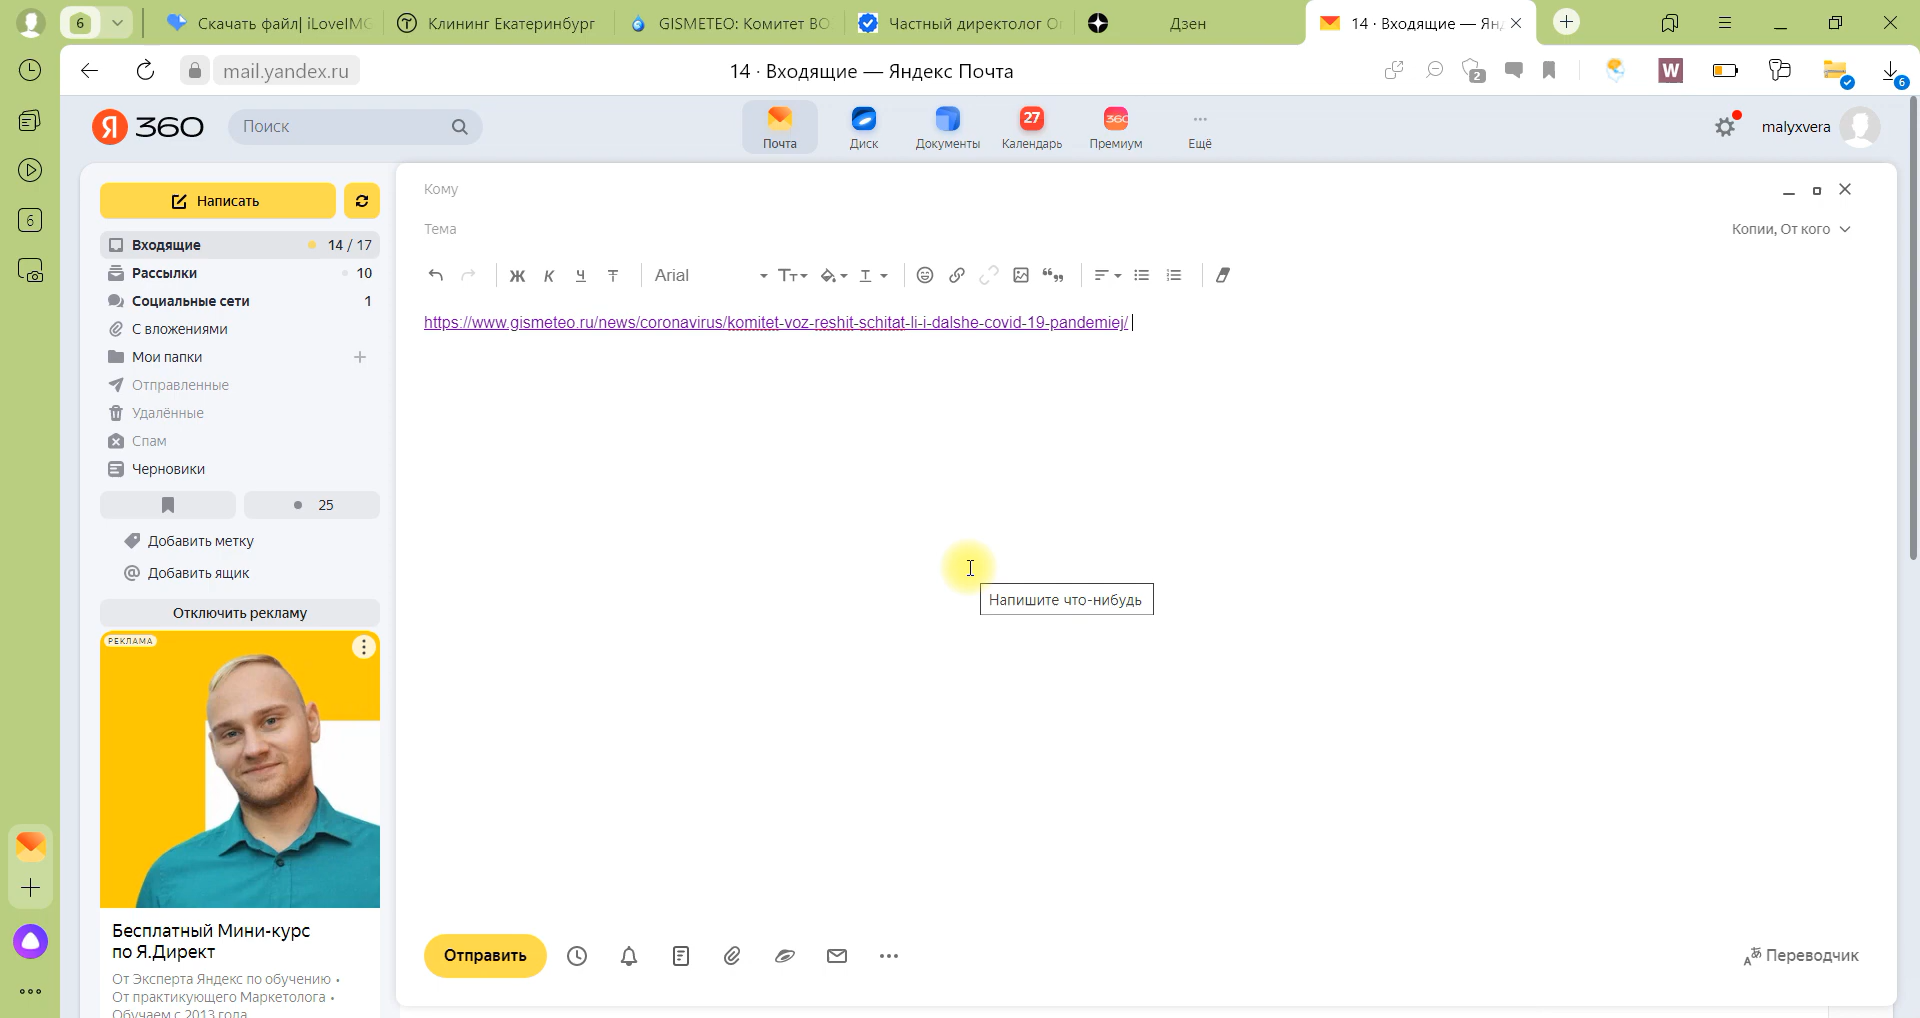 6
Скачать файл| iLoveIMG
Клининг Екатеринбург
GISMETEO: Комитет ВО
Частный директолог О
Дзен
14 · Входящие — Ян
mail.yandex.ru
14 · Входящие — Яндекс Почта
2
W
6
6
Я 360
Поиск
Почта
Диск
Документы
27
Календарь
360
Премиум
Ещё
malyxvera
Написать
Входящие 14 / 17
Рассылки 10
Социальные сети 1
С вложениями
Мои папки
Отправленные
Удалённые
Спам
Черновики
25
Добавить метку
Добавить ящик
Отключить рекламу
РЕКЛАМА
Бесплатный Мини-курс
по Я.Директ
От Эксперта Яндекс по обучению •
От практикующего Маркетолога •
Обучаем с 2013 года
Кому
Тема
Копии, От кого
Ж К Ч Т Arial Тт Т
https://www.gismeteo.ru/news/coronavirus/komitet-voz-reshit-schitat-li-i-dalshe-covid-19-pandemiej/
Напишите что-нибудь
Отправить
Переводчик